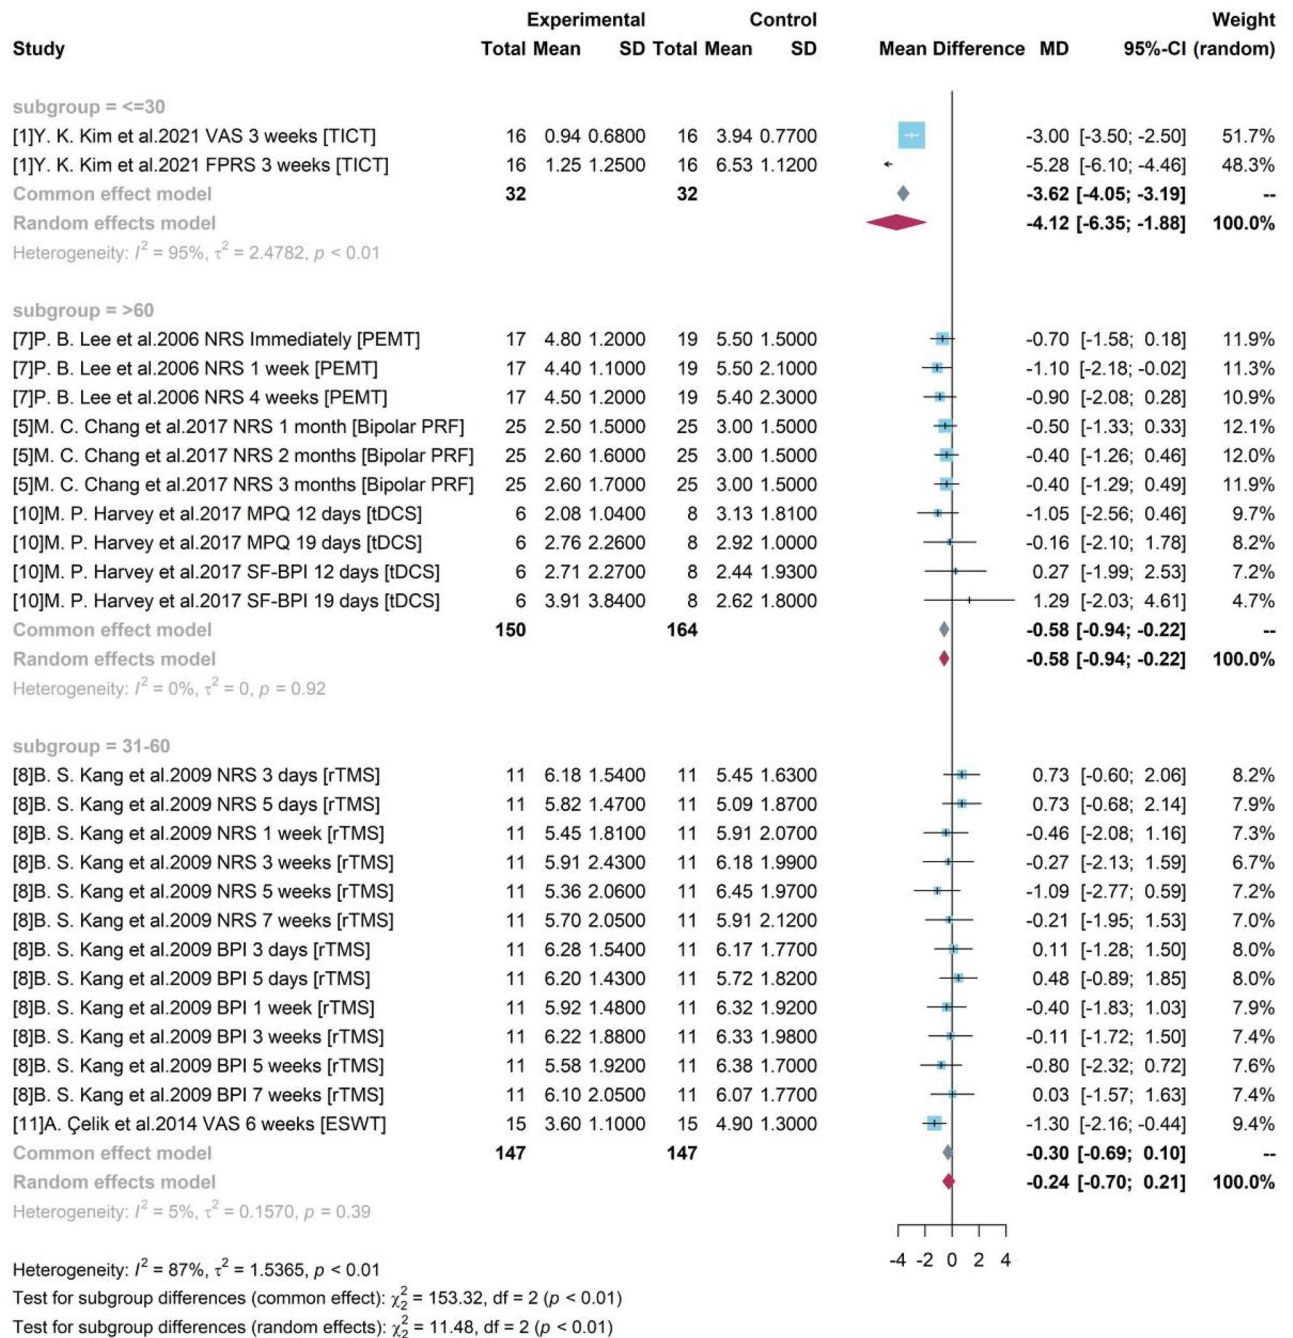 Experimental Control Weight
Study Total Mean SD Total Mean SD Mean Difference MD 95%-CI (random)
subgroup = <=30
[1]Y. K. Kim et al.2021 VAS 3 weeks [TICT] 16 0.94 0.6800 16 3.94 0.7700 -3.00 [-3.50; -2.50] 51.7%
[1]Y. K. Kim et al.2021 FPRS 3 weeks [TICT] 16 1.25 1.2500 16 6.53 1.1200 -5.28 [-6.10; -4.46] 48.3%
Common effect model 32 32 -3.62 [-4.05; -3.19] --
Random effects model -4.12 [-6.35; -1.88] 100.0%
Heterogeneity: I² = 95%, τ² = 2.4782, p < 0.01
subgroup = >60
[7]P. B. Lee et al.2006 NRS Immediately [PEMT] 17 4.80 1.2000 19 5.50 1.5000 -0.70 [-1.58; 0.18] 11.9%
[7]P. B. Lee et al.2006 NRS 1 week [PEMT] 17 4.40 1.1000 19 5.50 2.1000 -1.10 [-2.18; -0.02] 11.3%
[7]P. B. Lee et al.2006 NRS 4 weeks [PEMT] 17 4.50 1.2000 19 5.40 2.3000 -0.90 [-2.08; 0.28] 10.9%
[5]M. C. Chang et al.2017 NRS 1 month [Bipolar PRF] 25 2.50 1.5000 25 3.00 1.5000 -0.50 [-1.33; 0.33] 12.1%
[5]M. C. Chang et al.2017 NRS 2 months [Bipolar PRF] 25 2.60 1.6000 25 3.00 1.5000 -0.40 [-1.26; 0.46] 12.0%
[5]M. C. Chang et al.2017 NRS 3 months [Bipolar PRF] 25 2.60 1.7000 25 3.00 1.5000 -0.40 [-1.29; 0.49] 11.9%
[10]M. P. Harvey et al.2017 MPQ 12 days [tDCS] 6 2.08 1.0400 8 3.13 1.8100 -1.05 [-2.56; 0.46] 9.7%
[10]M. P. Harvey et al.2017 MPQ 19 days [tDCS] 6 2.76 2.2600 8 2.92 1.0000 -0.16 [-2.10; 1.78] 8.2%
[10]M. P. Harvey et al.2017 SF-BPI 12 days [tDCS] 6 2.71 2.2700 8 2.44 1.9300 0.27 [-1.99; 2.53] 7.2%
[10]M. P. Harvey et al.2017 SF-BPI 19 days [tDCS] 6 3.91 3.8400 8 2.62 1.8000 1.29 [-2.03; 4.61] 4.7%
Common effect model 150 164 -0.58 [-0.94; -0.22] --
Random effects model -0.58 [-0.94; -0.22] 100.0%
Heterogeneity: I² = 0%, τ² = 0, p = 0.92
subgroup = 31-60
[8]B. S. Kang et al.2009 NRS 3 days [rTMS] 11 6.18 1.5400 11 5.45 1.6300 0.73 [-0.60; 2.06] 8.2%
[8]B. S. Kang et al.2009 NRS 5 days [rTMS] 11 5.82 1.4700 11 5.09 1.8700 0.73 [-0.68; 2.14] 7.9%
[8]B. S. Kang et al.2009 NRS 1 week [rTMS] 11 5.45 1.8100 11 5.91 2.0700 -0.46 [-2.08; 1.16] 7.3%
[8]B. S. Kang et al.2009 NRS 3 weeks [rTMS] 11 5.91 2.4300 11 6.18 1.9900 -0.27 [-2.13; 1.59] 6.7%
[8]B. S. Kang et al.2009 NRS 5 weeks [rTMS] 11 5.36 2.0600 11 6.45 1.9700 -1.09 [-2.77; 0.59] 7.2%
[8]B. S. Kang et al.2009 NRS 7 weeks [rTMS] 11 5.70 2.0500 11 5.91 2.1200 -0.21 [-1.95; 1.53] 7.0%
[8]B. S. Kang et al.2009 BPI 3 days [rTMS] 11 6.28 1.5400 11 6.17 1.7700 0.11 [-1.28; 1.50] 8.0%
[8]B. S. Kang et al.2009 BPI 5 days [rTMS] 11 6.20 1.4300 11 5.72 1.8200 0.48 [-0.89; 1.85] 8.0%
[8]B. S. Kang et al.2009 BPI 1 week [rTMS] 11 5.92 1.4800 11 6.32 1.9200 -0.40 [-1.83; 1.03] 7.9%
[8]B. S. Kang et al.2009 BPI 3 weeks [rTMS] 11 6.22 1.8800 11 6.33 1.9800 -0.11 [-1.72; 1.50] 7.4%
[8]B. S. Kang et al.2009 BPI 5 weeks [rTMS] 11 5.58 1.9200 11 6.38 1.7000 -0.80 [-2.32; 0.72] 7.6%
[8]B. S. Kang et al.2009 BPI 7 weeks [rTMS] 11 6.10 2.0500 11 6.07 1.7700 0.03 [-1.57; 1.63] 7.4%
[11]A. Çelik et al.2014 VAS 6 weeks [ESWT] 15 3.60 1.1000 15 4.90 1.3000 -1.30 [-2.16; -0.44] 9.4%
Common effect model 147 147 -0.30 [-0.69; 0.10] --
Random effects model -0.24 [-0.70; 0.21] 100.0%
Heterogeneity: I² = 5%, τ² = 0.1570, p = 0.39
-4 -2 0 2 4
Heterogeneity: I² = 87%, τ² = 1.5365, p < 0.01
Test for subgroup differences (common effect): χ²₂ = 153.32, df = 2 (p < 0.01)
Test for subgroup differences (random effects): χ²₂ = 11.48, df = 2 (p < 0.01)